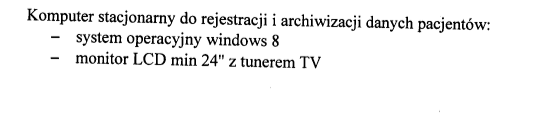 Komputer stacjonarny do rejestracji i archiwizacji danych pacjentów:
– system operacyjny windows 8
– monitor LCD min 24" z tunerem TV